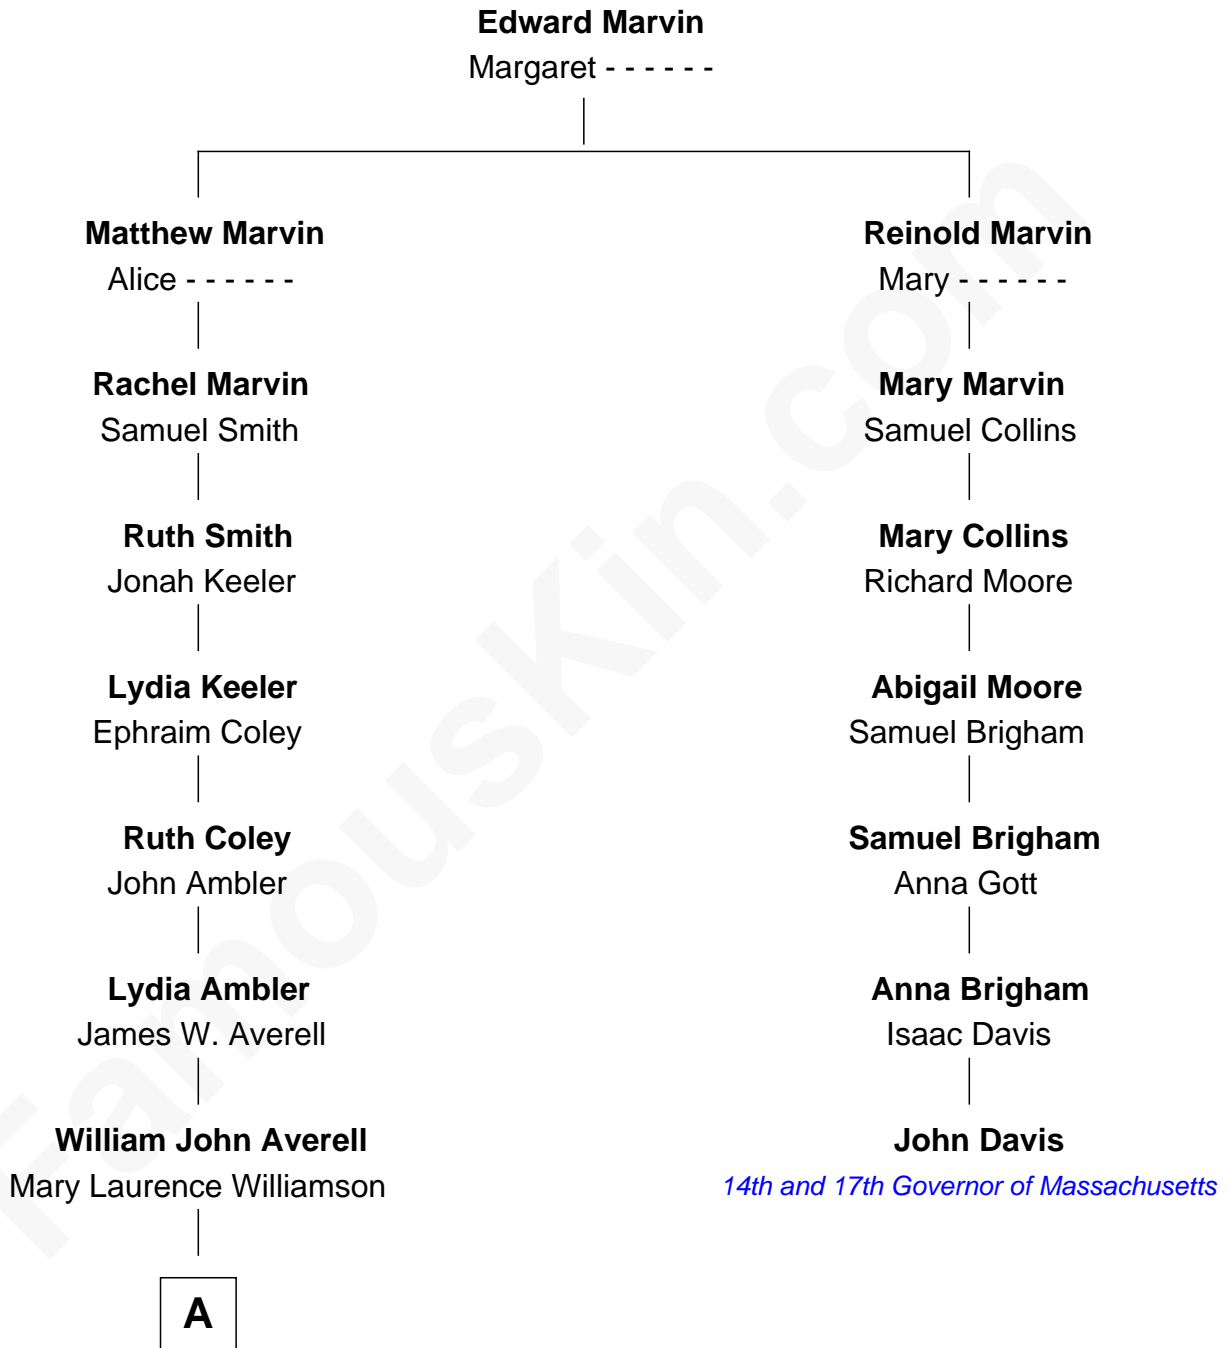 Edward Marvin
Margaret - - - - - -
Matthew Marvin
Alice - - - - - -
Reinold Marvin
Mary - - - - - -
Rachel Marvin
Samuel Smith
Mary Marvin
Samuel Collins
Ruth Smith
Jonah Keeler
Mary Collins
Richard Moore
Lydia Keeler
Ephraim Coley
Abigail Moore
Samuel Brigham
Ruth Coley
John Ambler
Samuel Brigham
Anna Gott
Lydia Ambler
James W. Averell
Anna Brigham
Isaac Davis
William John Averell
Mary Laurence Williamson
John Davis
14th and 17th Governor of Massachusetts
A
FamousKin.com